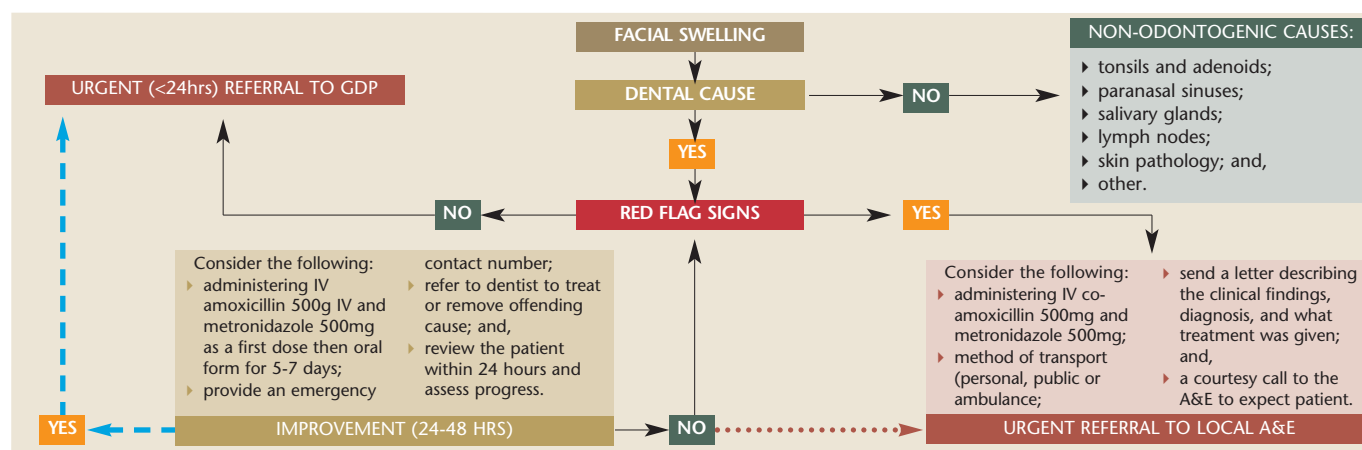 FACIAL SWELLING
DENTAL CAUSE
NO
NON-ODONTOGENIC CAUSES:
tonsils and adenoids;
paranasal sinuses;
salivary glands;
lymph nodes;
skin pathology; and,
other.
URGENT (<24hrs) REFERRAL TO GDP
YES
NO
RED FLAG SIGNS
YES
Consider the following:
administering IV
amoxicillin 500g IV and
metronidazole 500mg
as a first dose then oral
form for 5-7 days;
provide an emergency
contact number;
refer to dentist to treat
or remove offending
cause; and,
review the patient
within 24 hours and
assess progress.
Consider the following:
administering IV co-
amoxicillin 500mg and
metronidazole 500mg;
method of transport
(personal, public or
ambulance;
send a letter describing
the clinical findings,
diagnosis, and what
treatment was given;
and,
a courtesy call to the
A&E to expect patient.
YES
IMPROVEMENT (24-48 HRS)
NO
URGENT REFERRAL TO LOCAL A&E